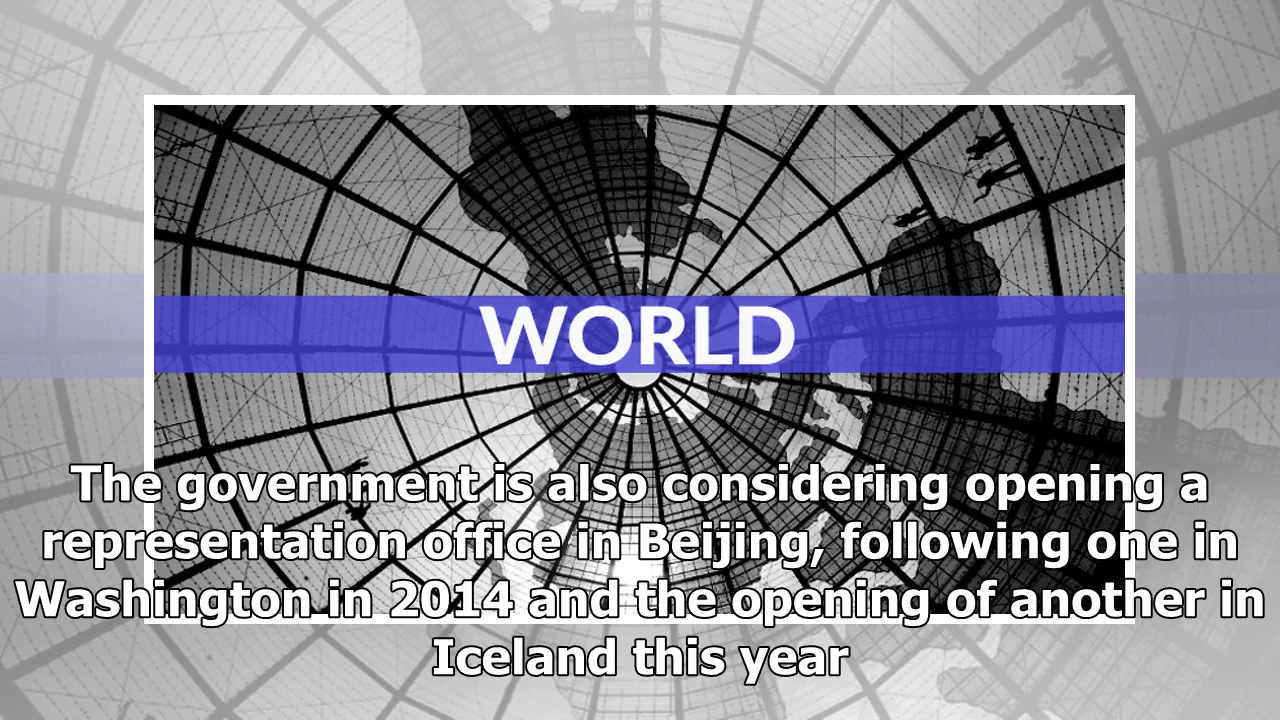 WORLD
The government is also considering opening a
representation office in Beijing, following one in
Washington in 2014 and the opening of another in
Iceland this year